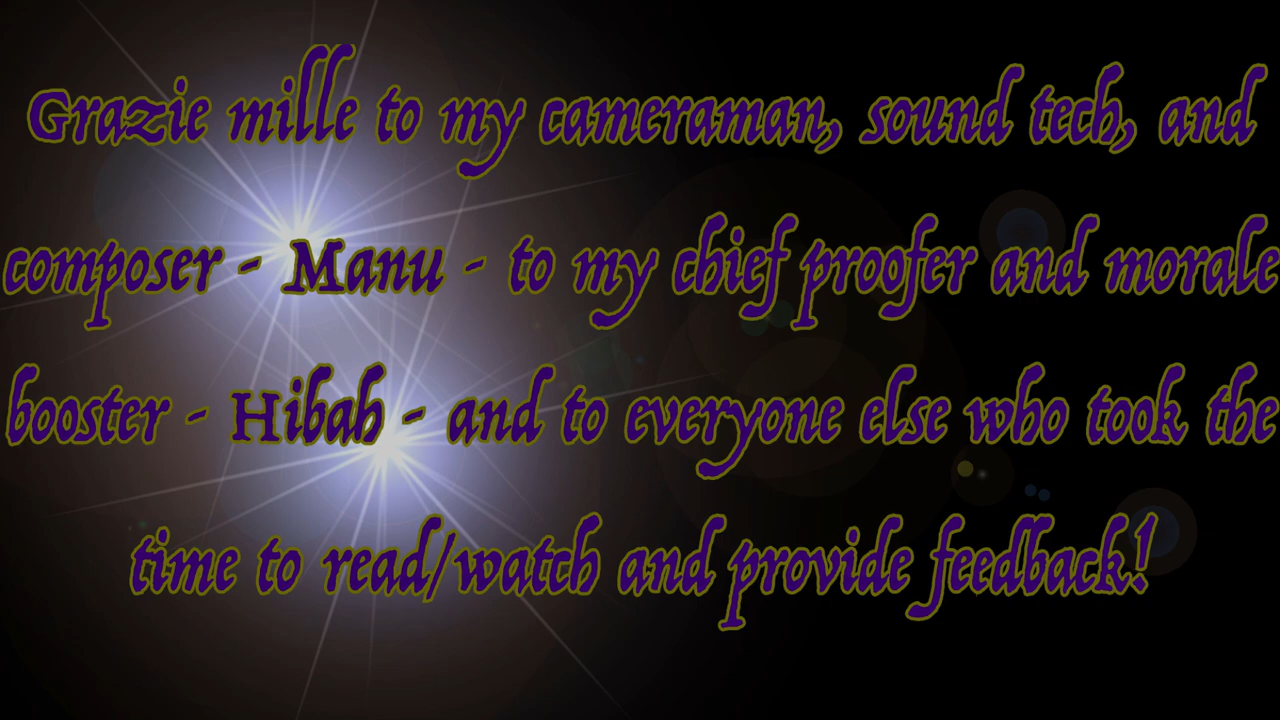 Grazie mille to my cameraman, sound tech, and
composer - Manu - to my chief proofer and morale
booster - Hibah - and to everyone else who took the
time to read/watch and provide feedback!